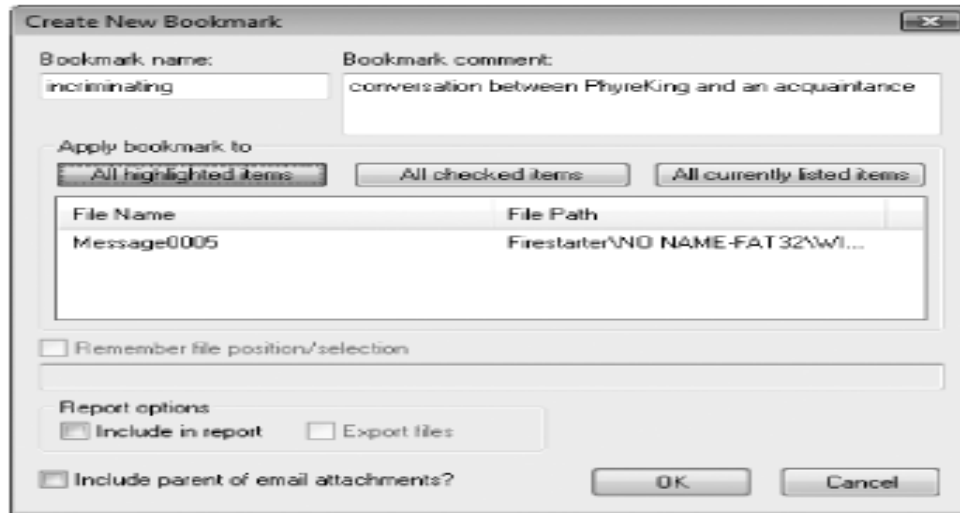 Create New Bookmark
Bookmark name:
Bookmark comment:
incriminating
conversation between PhyreKing and an acquaintance
Apply bookmark to
All highlighted items
All checked items
All currently listed items
File Name
File Path
Message0005
Firestarter\NO NAME-FAT32\WI...
Remember file position/selection
Report options
Include in report
Export files
Include parent of email attachments?
OK
Cancel